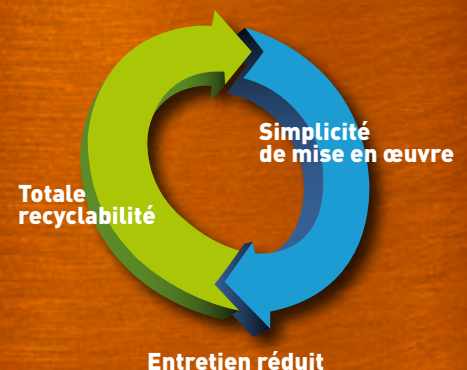 Simplicité
de mise en œuvre
Totale
recyclabilité
Entretien réduit